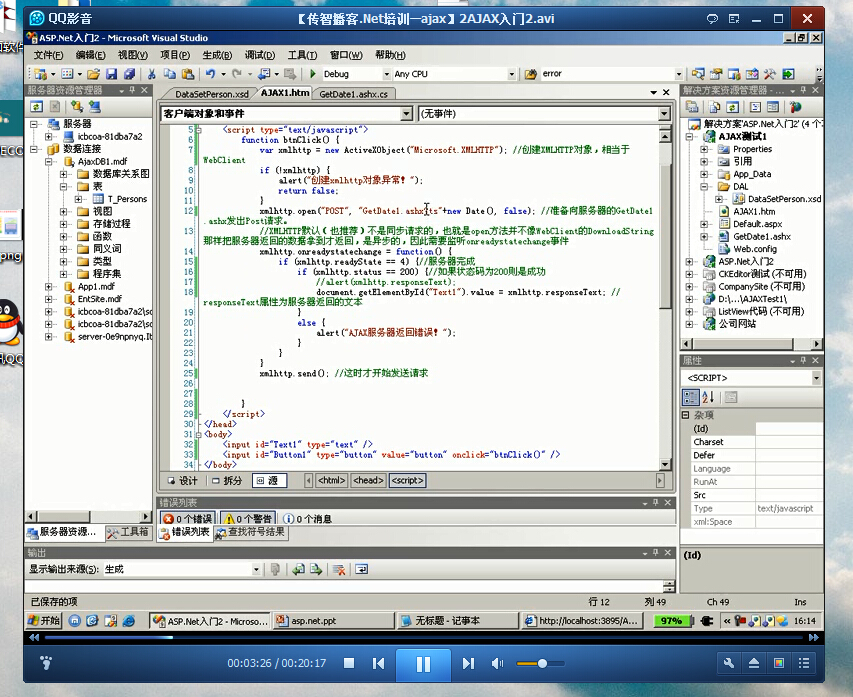 QQ影音
【传智播客.Net培训—ajax】2AJAX入门2.avi
ASP.Net入门2 - Microsoft Visual Studio
文件(F) 编辑(E) 视图(V) 项目(P) 生成(B) 调试(D) 工具(T) 窗口(W) 帮助(H)
Debug Any CPU error
服务器资源管理器
服务器
icbcoa-81dba7a2
数据连接
AjaxDB1.mdf
数据库关系图
表
T_Persons
视图
存储过程
函数
同义词
类型
程序集
App1.mdf
EntSite.mdf
icbcoa-81dba7a2\sc
icbcoa-81dba7a2\sc
server-0e9npnyq.It
服务器资源... 工具箱
DataSetPerson.xsd AJAX1.htm GetDate1.ashx.cs
客户端对象和事件 (无事件)
5 <script type="text/javascript">
6 function btnClick() {
7 var xmlhttp = new ActiveXObject("Microsoft.XMLHTTP"); //创建XMLHTTP对象，相当于
WebClient
8 if (!xmlhttp) {
9 alert("创建xmlhttp对象异常！");
10 return false;
11 }
12 xmlhttp.open("POST", "GetDate1.ashx?ts"+new Date(), false); //准备向服务器的GetDate1
.ashx发出Post请求。
13 //XMLHTTP默认（也推荐）不是同步请求的，也就是open方法并不像WebClient的DownloadString
那样把服务器返回的数据拿到才返回，是异步的，因此需要监听onreadystatechange事件
14 xmlhttp.onreadystatechange = function() {
15 if (xmlhttp.readyState == 4) {//服务器完成
16 if (xmlhttp.status == 200) {//如果状态码为200则是成功
17 //alert(xmlhttp.responseText);
18 document.getElementById("Text1").value = xmlhttp.responseText; //
responseText属性为服务器返回的文本
19 }
20 else {
21 alert("AJAX服务器返回错误！");
22 }
23 }
24 }
25 xmlhttp.send(); //这时才开始发送请求
26
27
28 }
29 </script>
30 </head>
31 <body>
32 <input id="Text1" type="text" />
33 <input id="Button1" type="button" value="button" onclick="btnClick()" />
34 </body>
设计 拆分 源 <html> <head> <script>
错误列表
0 个错误 0 个警告 0 个消息
错误列表 查找符号结果
解决方案资源管理器 - ...
解决方案'ASP.Net入门2' (4 个
AJAX测试1
Properties
引用
App_Data
DAL
DataSetPerson.xsd
AJAX1.htm
Default.aspx
GetDate1.ashx
Web.config
ASP.Net入门2
CKEditor测试 (不可用)
CompanySite (不可用)
D:\...\AJAXTest1\
ListView代码 (不可用)
公司网站
属性
<SCRIPT>
杂项
(Id)
Charset
Defer
Language
RunAt
Src
Type text/javascript
xml:Space
(Id)
输出
显示输出来源(S): 生成
已保存的项 行 12 列 49 Ch 49 Ins
开始 ASP.Net入门2 - Microso... asp.net.ppt 无标题 - 记事本 http://localhost:3895/A... 97% 16:14
00:03:26 / 00:20:17